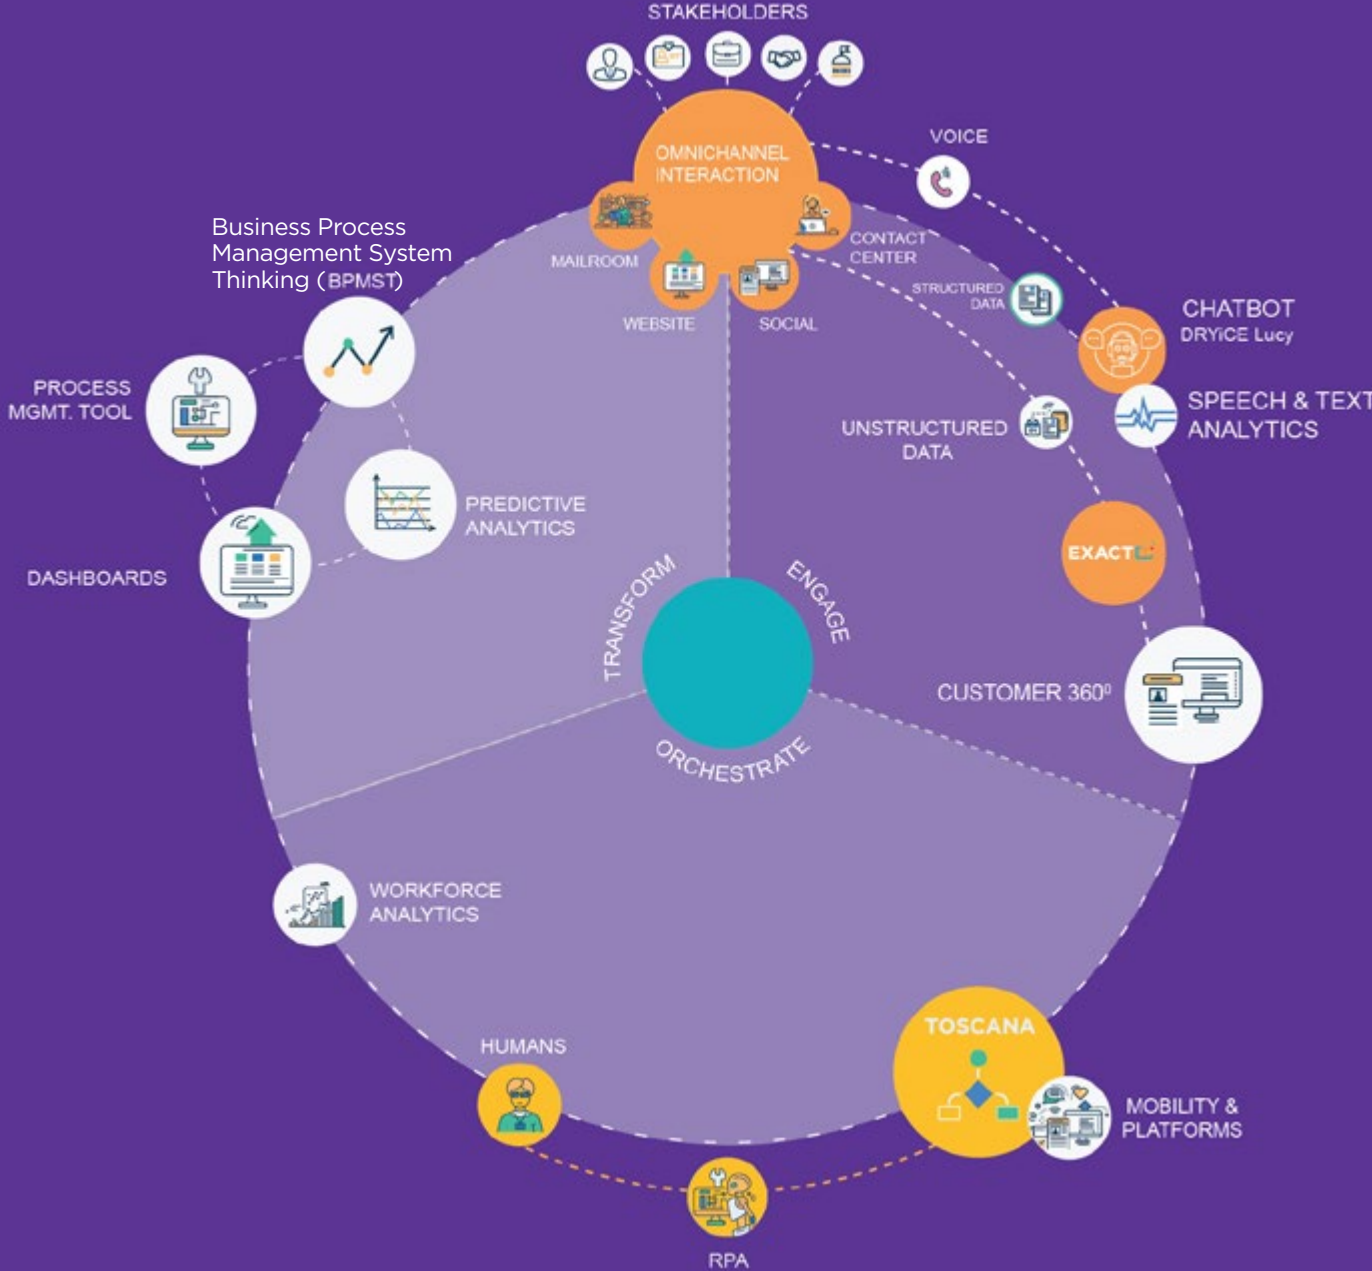 STAKEHOLDERS
OMNICHANNEL
INTERACTION
VOICE
MAILROOM
WEBSITE
SOCIAL
CONTACT
CENTER
STRUCTURED
DATA
CHATBOT
DRYiCE Lucy
SPEECH & TEXT
ANALYTICS
UNSTRUCTURED
DATA
EXACTO
CUSTOMER 360⁰
Business Process
Management System
Thinking (BPMST)
PROCESS
MGMT. TOOL
PREDICTIVE
ANALYTICS
DASHBOARDS
TRANSFORM
ENGAGE
ORCHESTRATE
WORKFORCE
ANALYTICS
HUMANS
RPA
TOSCANA
MOBILITY &
PLATFORMS